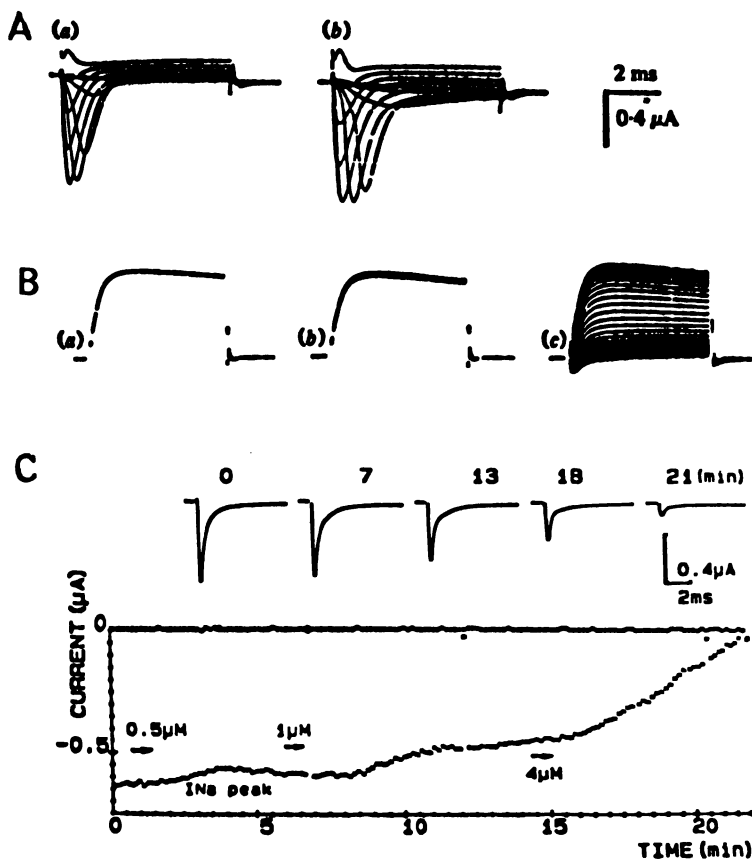 A
(a)
(b)
2 ms
0·4 µA
B
(a)
(b)
(c)
C
0 7 13 18 21(min)
0.4µA
2ms
CURRENT (µA)
0
-0.5
0.5µM
1µM
4µM
INa peak
0 5 10 15 20
TIME (min)